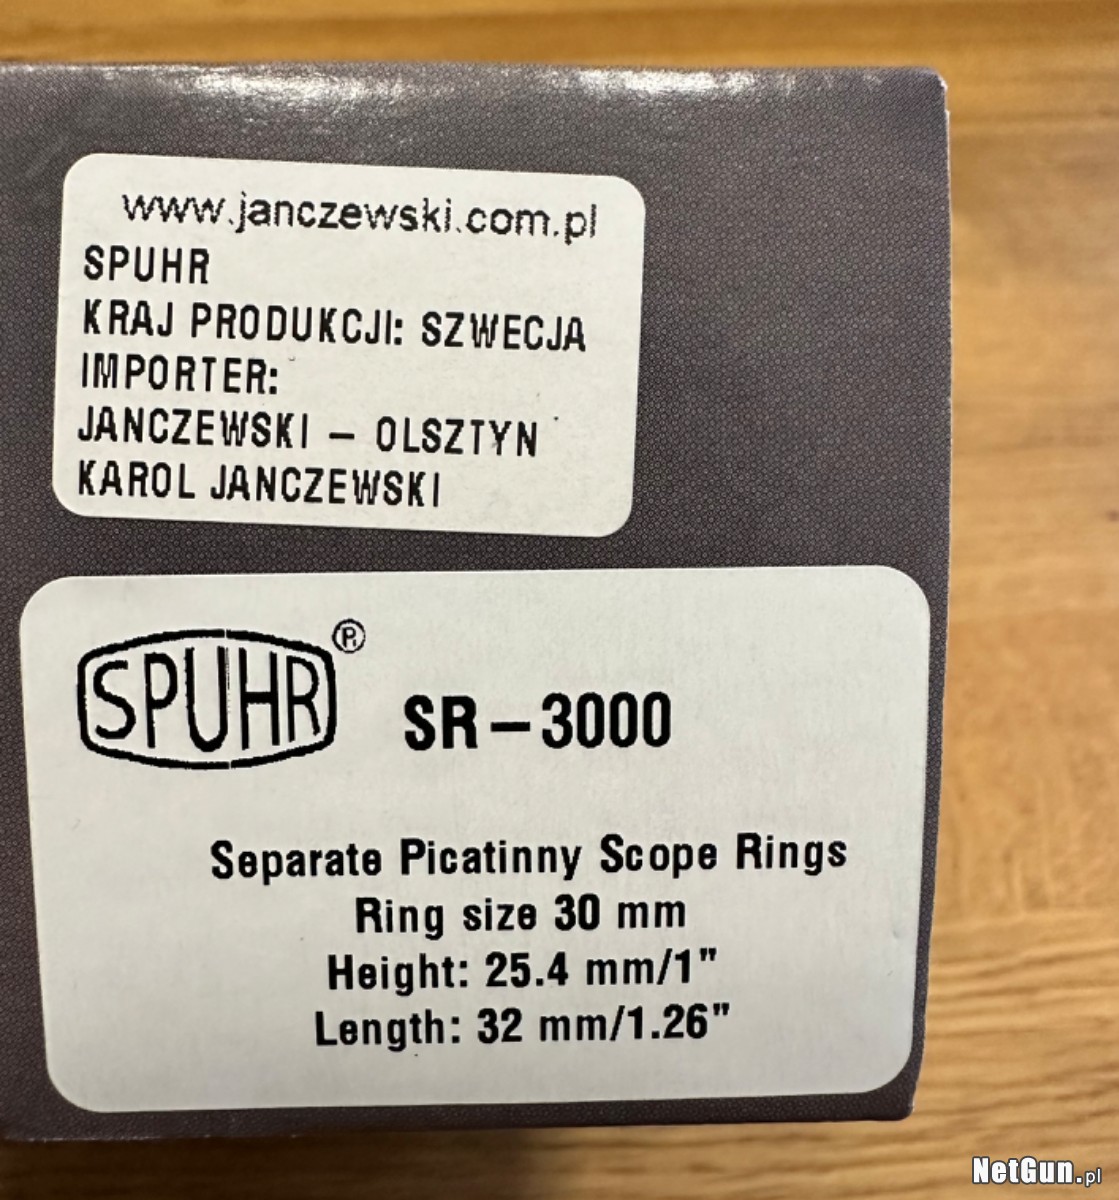 www.janczewski.com.pl
SPUHR
KRAJ PRODUKCJI: SZWECJA
IMPORTER:
JANCZEWSKI – OLSZTYN
KAROL JANCZEWSKI
SPUHR ®
SR–3000
Separate Picatinny Scope Rings
Ring size 30 mm
Height: 25.4 mm/1"
Length: 32 mm/1.26"
NetGun.pl